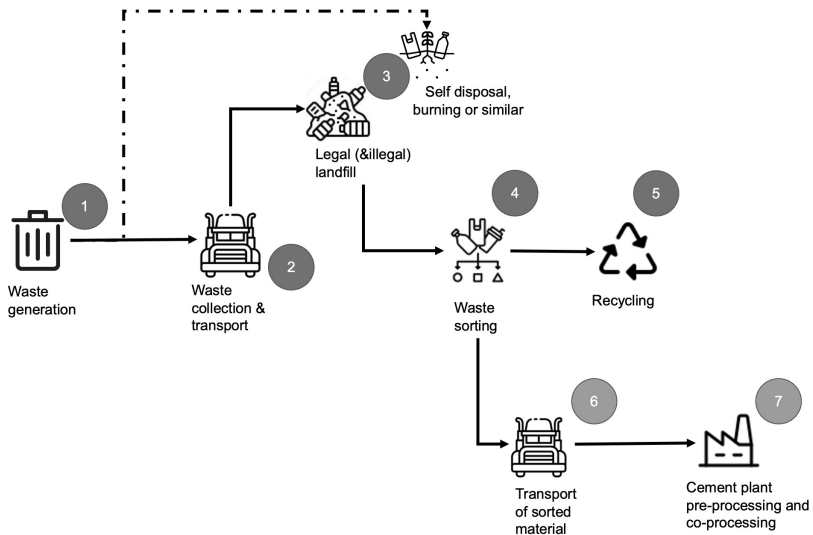 3
Self disposal,
burning or similar
Legal (&illegal)
landfill
1
Waste
generation
2
Waste
collection &
transport
4
Waste
sorting
5
Recycling
6
Transport
of sorted
material
7
Cement plant
pre-processing and
co-processing